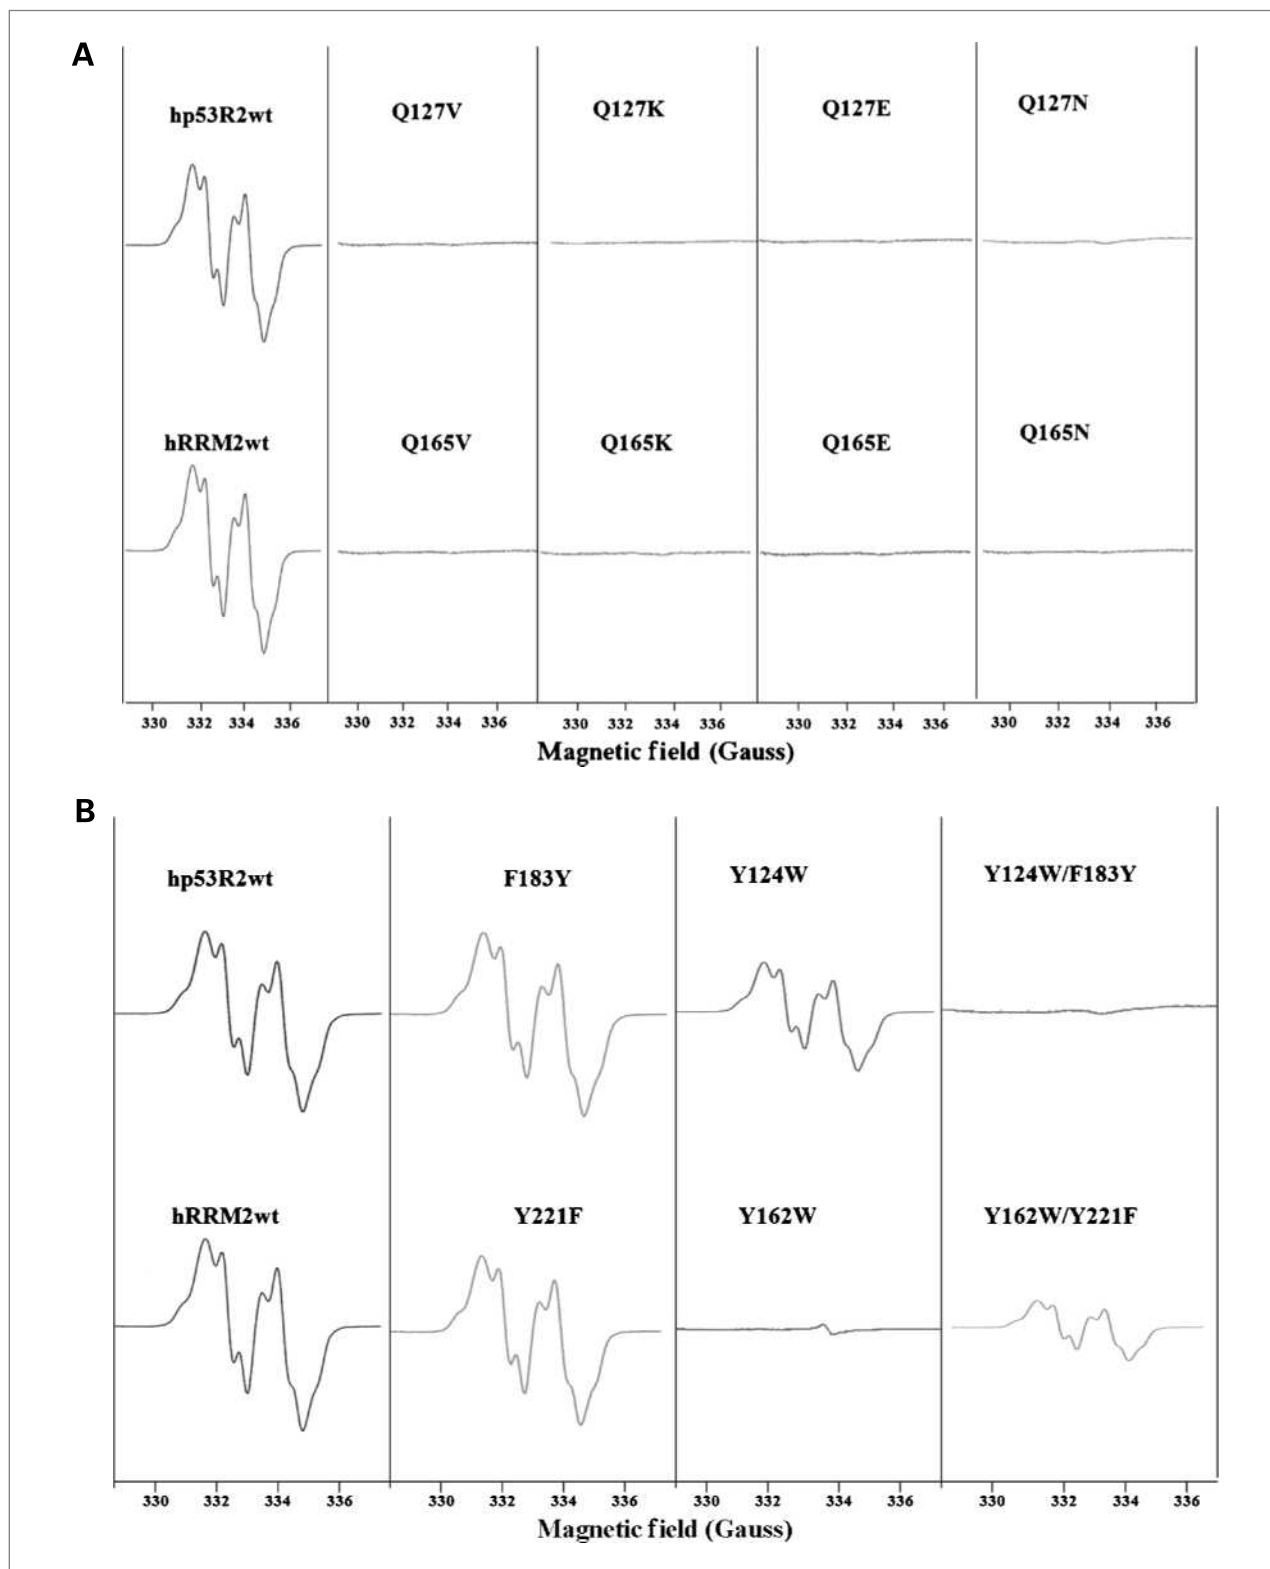 A
hp53R2wt Q127V Q127K Q127E Q127N
hRRM2wt Q165V Q165K Q165E Q165N
330 332 334 336 330 332 334 336 330 332 334 336 330 332 334 336 330 332 334 336
Magnetic field (Gauss)
B
hp53R2wt F183Y Y124W Y124W/F183Y
hRRM2wt Y221F Y162W Y162W/Y221F
330 332 334 336 330 332 334 336 330 332 334 336 330 332 334 336
Magnetic field (Gauss)